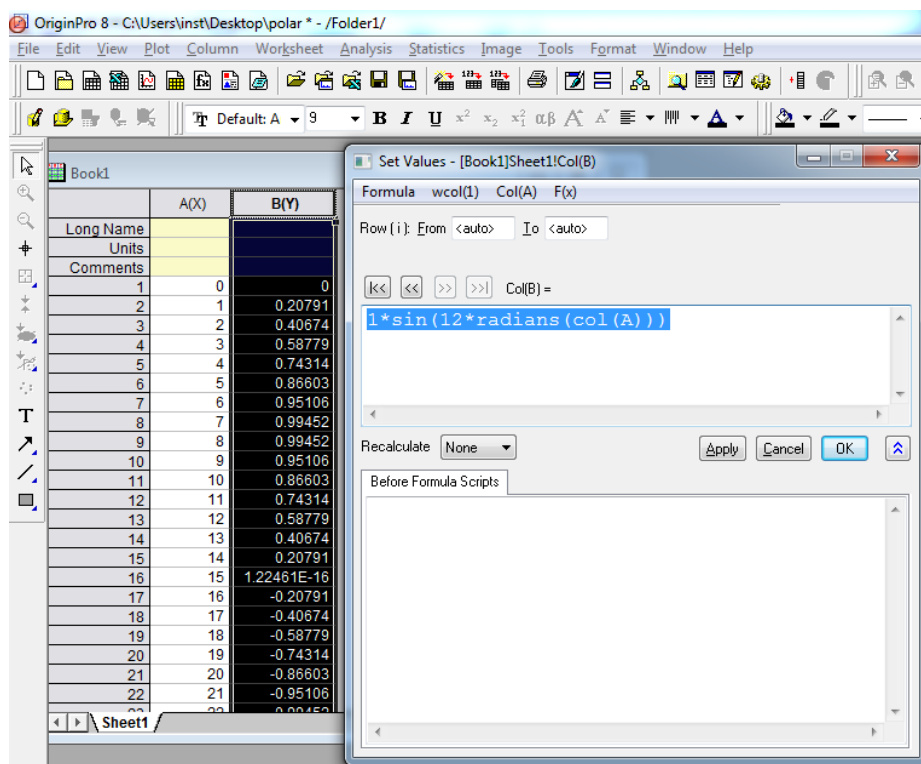 OriginPro 8 - C:\Users\inst\Desktop\polar * - /Folder1/
File Edit View Plot Column Worksheet Analysis Statistics Image Tools Format Window Help
Default: A 9 B I U x² x₂ x₁² αβ A A A
Book1
A(X) B(Y)
Long Name
Units
Comments
1 0 0
2 1 0.20791
3 2 0.40674
4 3 0.58779
5 4 0.74314
6 5 0.86603
7 6 0.95106
8 7 0.99452
9 8 0.99452
10 9 0.95106
11 10 0.86603
12 11 0.74314
13 12 0.58779
14 13 0.40674
15 14 0.20791
16 15 1.22461E-16
17 16 -0.20791
18 17 -0.40674
19 18 -0.58779
20 19 -0.74314
21 20 -0.86603
22 21 -0.95106
Sheet1
T
Set Values - [Book1]Sheet1!Col(B)
Formula wcol(1) Col(A) F(x)
Row (i): From <auto> To <auto>
|<< << >> >>| Col(B) =
1*sin(12*radians(col(A)))
Recalculate None Apply Cancel OK
Before Formula Scripts